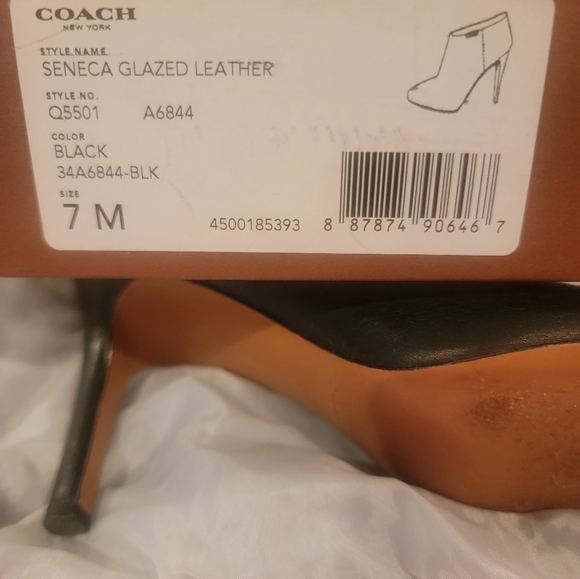 COACH
NEW YORK
STYLE NAME
SENECA GLAZED LEATHER
STYLE NO.
Q5501 A6844
COLOR
BLACK
34A6844-BLK
SIZE
7 M
4500185393 8 87874 90646 7